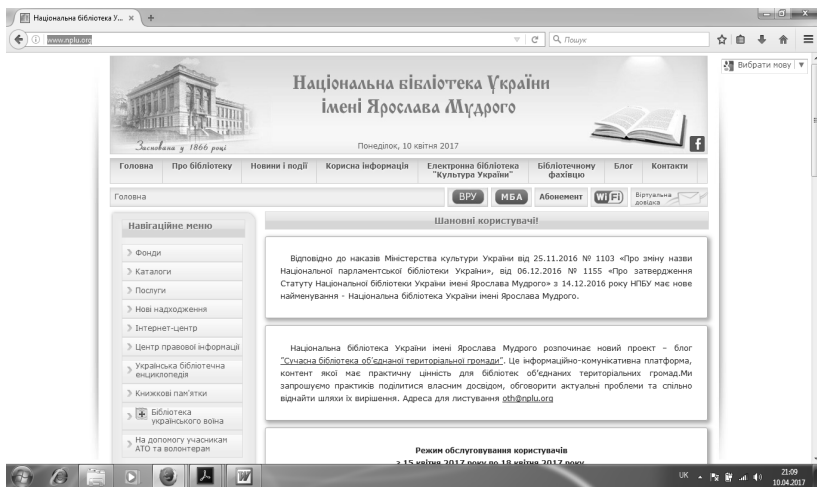 Національна бібліотека У...
www.nplu.org
Пошук
Вибрати мову
Національна бібліотека України
імені Ярослава Мудрого
Заснована у 1866 році
Понеділок, 10 квітня 2017
f
Головна Про бібліотеку Новини і події Корисна інформація Електронна бібліотека "Культура України" Бібліотечному фахівцю Блог Контакти
Головна
ВРУ МБА Абонемент Wi Fi Віртуальна довідка
Навігаційне меню
Фонди
Каталоги
Послуги
Нові надходження
Інтернет-центр
Центр правової інформації
Українська бібліотечна
енциклопедія
Книжкові пам'ятки
Бібліотека
українського воїна
На допомогу учасникам
АТО та волонтерам
Шановні користувачі!
Відповідно до наказів Міністерства культури України від 25.11.2016 № 1103 «Про зміну назви
Національної парламентської бібліотеки України», від 06.12.2016 № 1155 «Про затвердження
Статуту Національної бібліотеки України імені Ярослава Мудрого» з 14.12.2016 року НПБУ має нове
найменування - Національна бібліотека України імені Ярослава Мудрого.
Національна бібліотека України імені Ярослава Мудрого розпочинає новий проект – блог
"Сучасна бібліотека об'єднаної територіальної громади". Це інформаційно-комунікативна платформа,
контент якої має практичну цінність для бібліотек об'єднаних територіальних громад.Ми
запрошуємо практиків поділитися власним досвідом, обговорити актуальні проблеми та спільно
віднайти шляхи їх вирішення. Адреса для листування oth@nplu.org
Режим обслуговування користувачів
з 15 квітня 2017 року по 18 квітня 2017 року
UK
21:09
10.04.2017